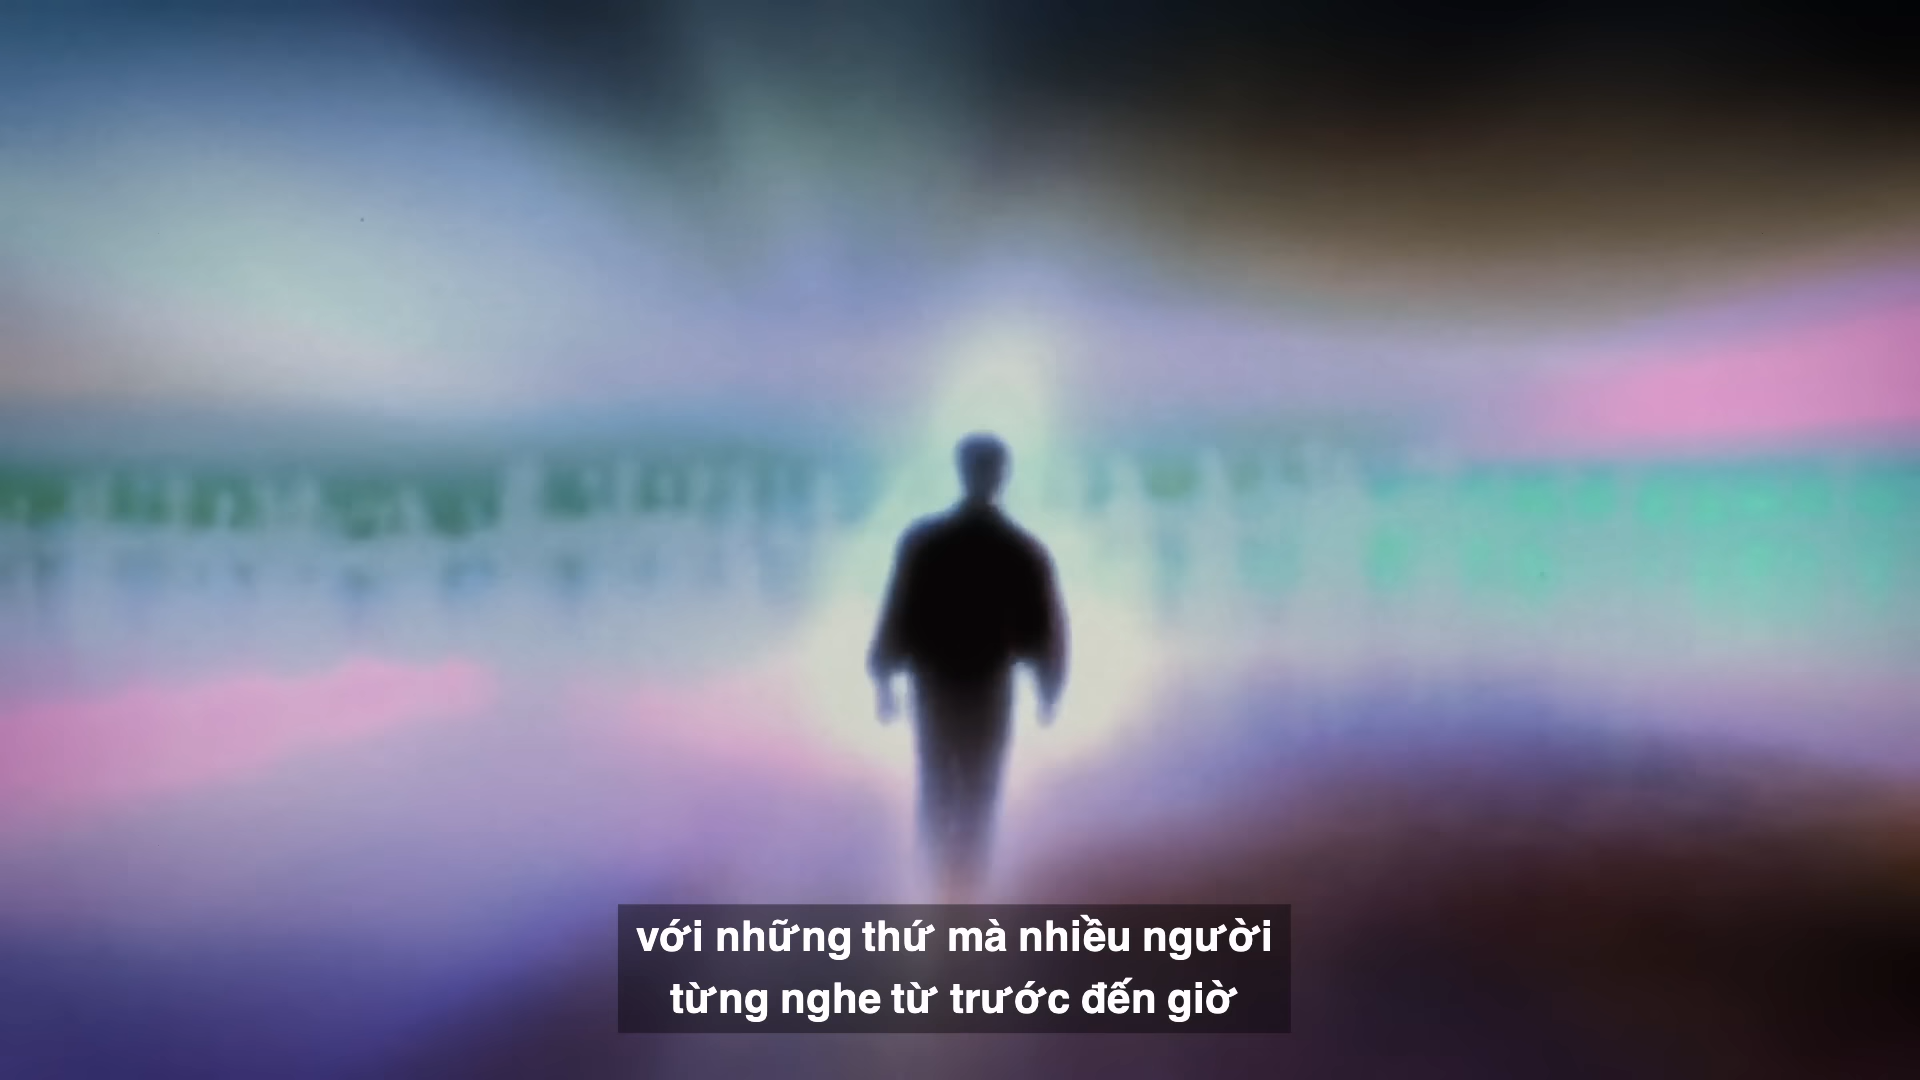 với những thứ mà nhiều người
từng nghe từ trước đến giờ